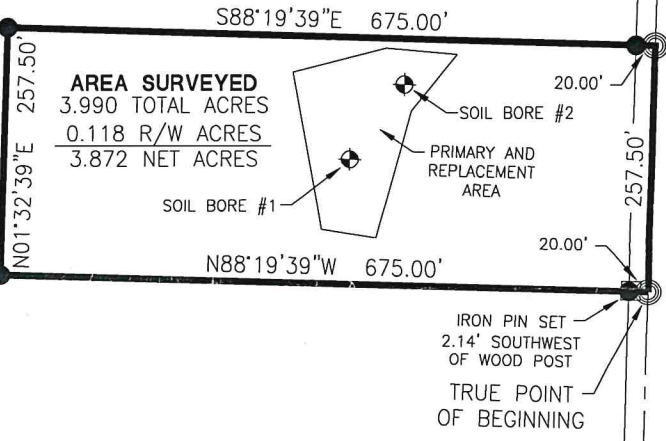 S88°19'39"E 675.00'
N01°32'39"E 257.50'
AREA SURVEYED
3.990 TOTAL ACRES
0.118 R/W ACRES
3.872 NET ACRES
20.00'
SOIL BORE #2
PRIMARY AND
REPLACEMENT
AREA
SOIL BORE #1
257.50'
20.00'
N88°19'39"W 675.00'
IRON PIN SET
2.14' SOUTHWEST
OF WOOD POST
TRUE POINT
OF BEGINNING